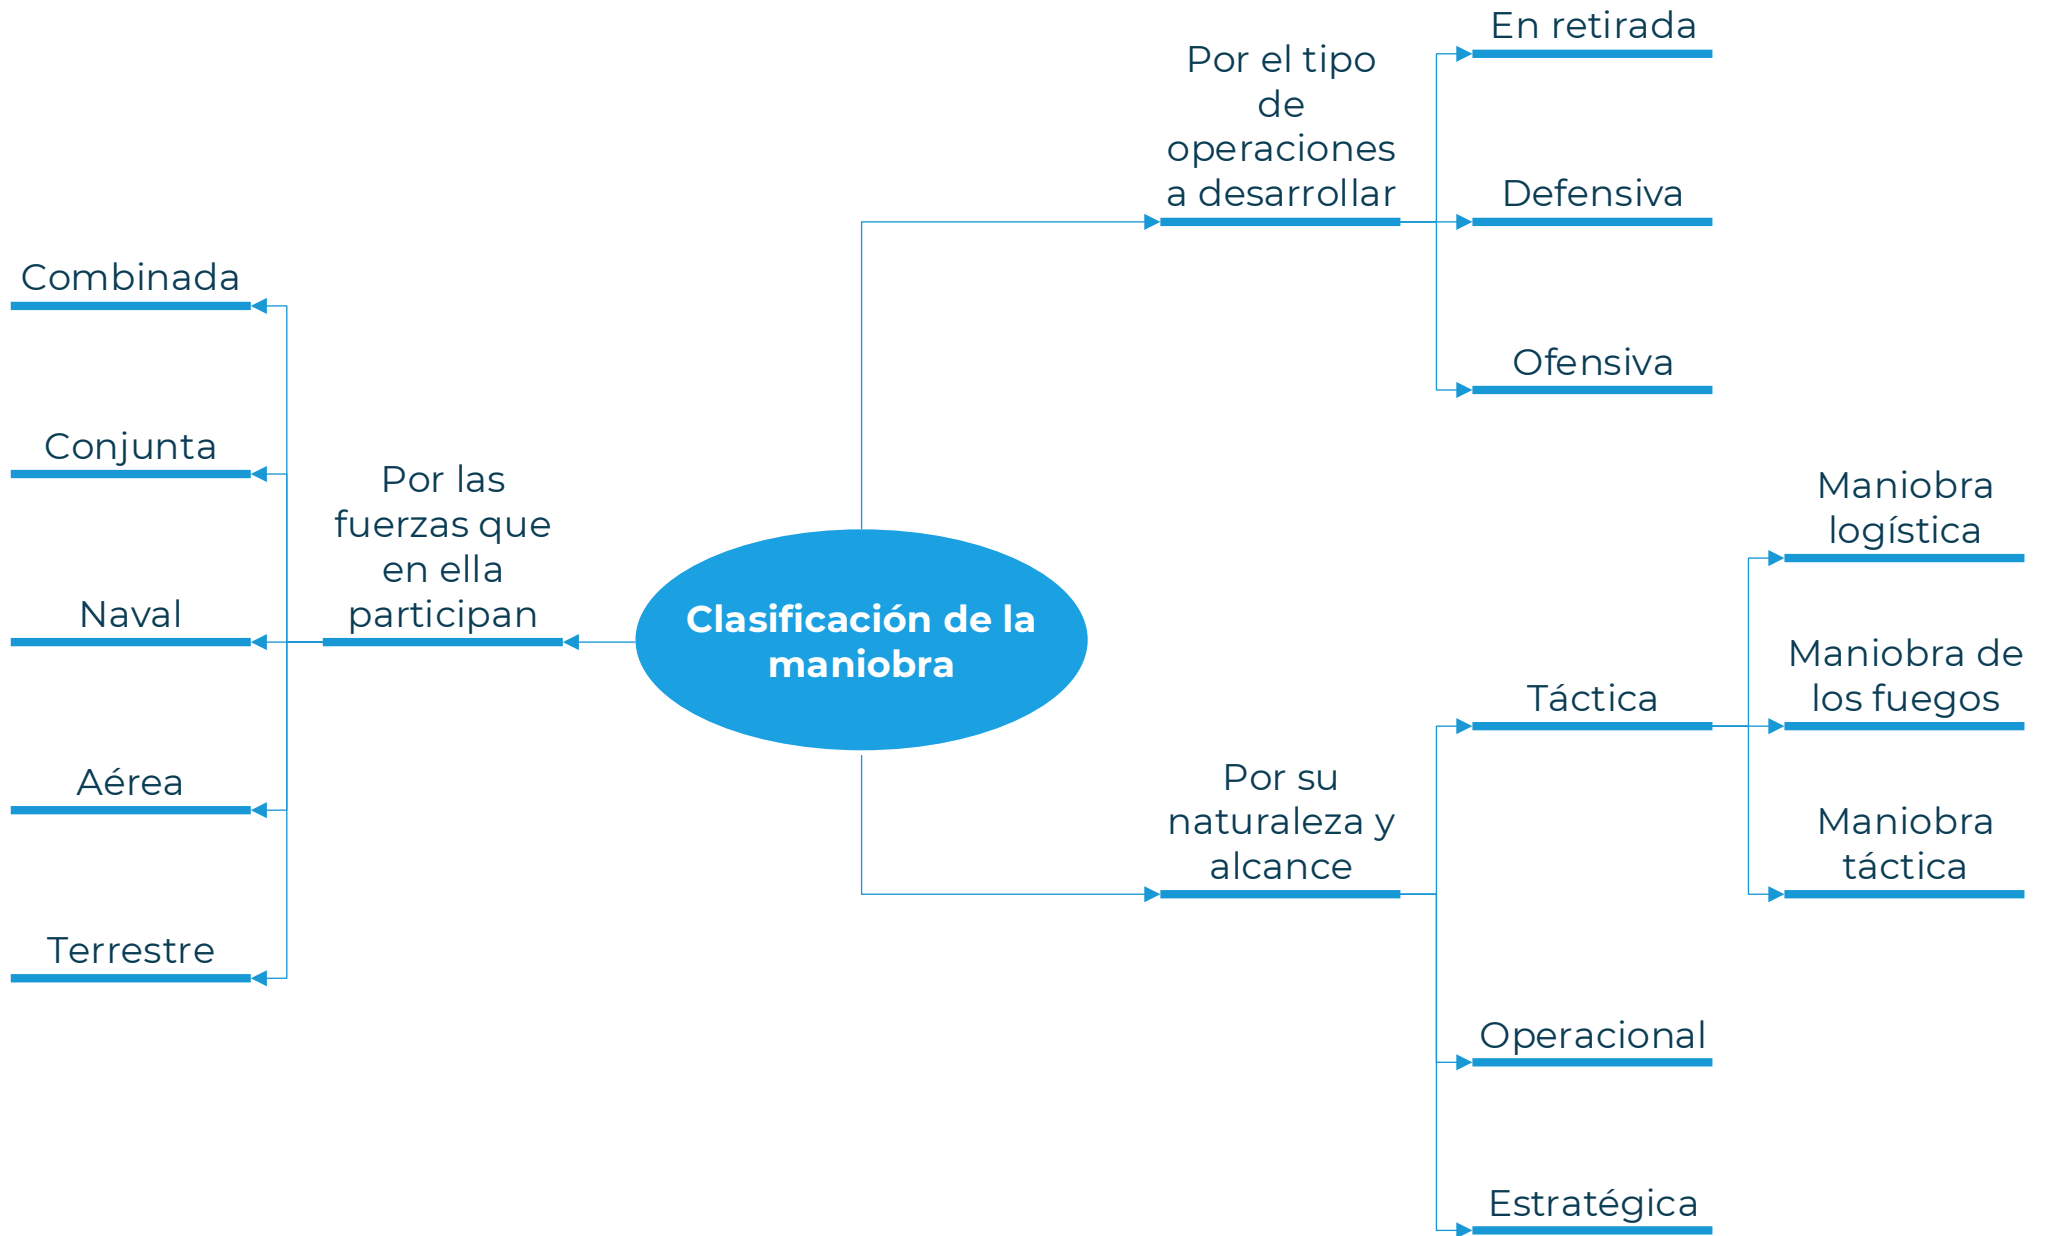 Clasificación de la
maniobra
Por el tipo
de
operaciones
a desarrollar
En retirada
Defensiva
Ofensiva
Por su
naturaleza y
alcance
Táctica
Maniobra
logística
Maniobra de
los fuegos
Maniobra
táctica
Operacional
Estratégica
Por las
fuerzas que
en ella
participan
Combinada
Conjunta
Naval
Aérea
Terrestre